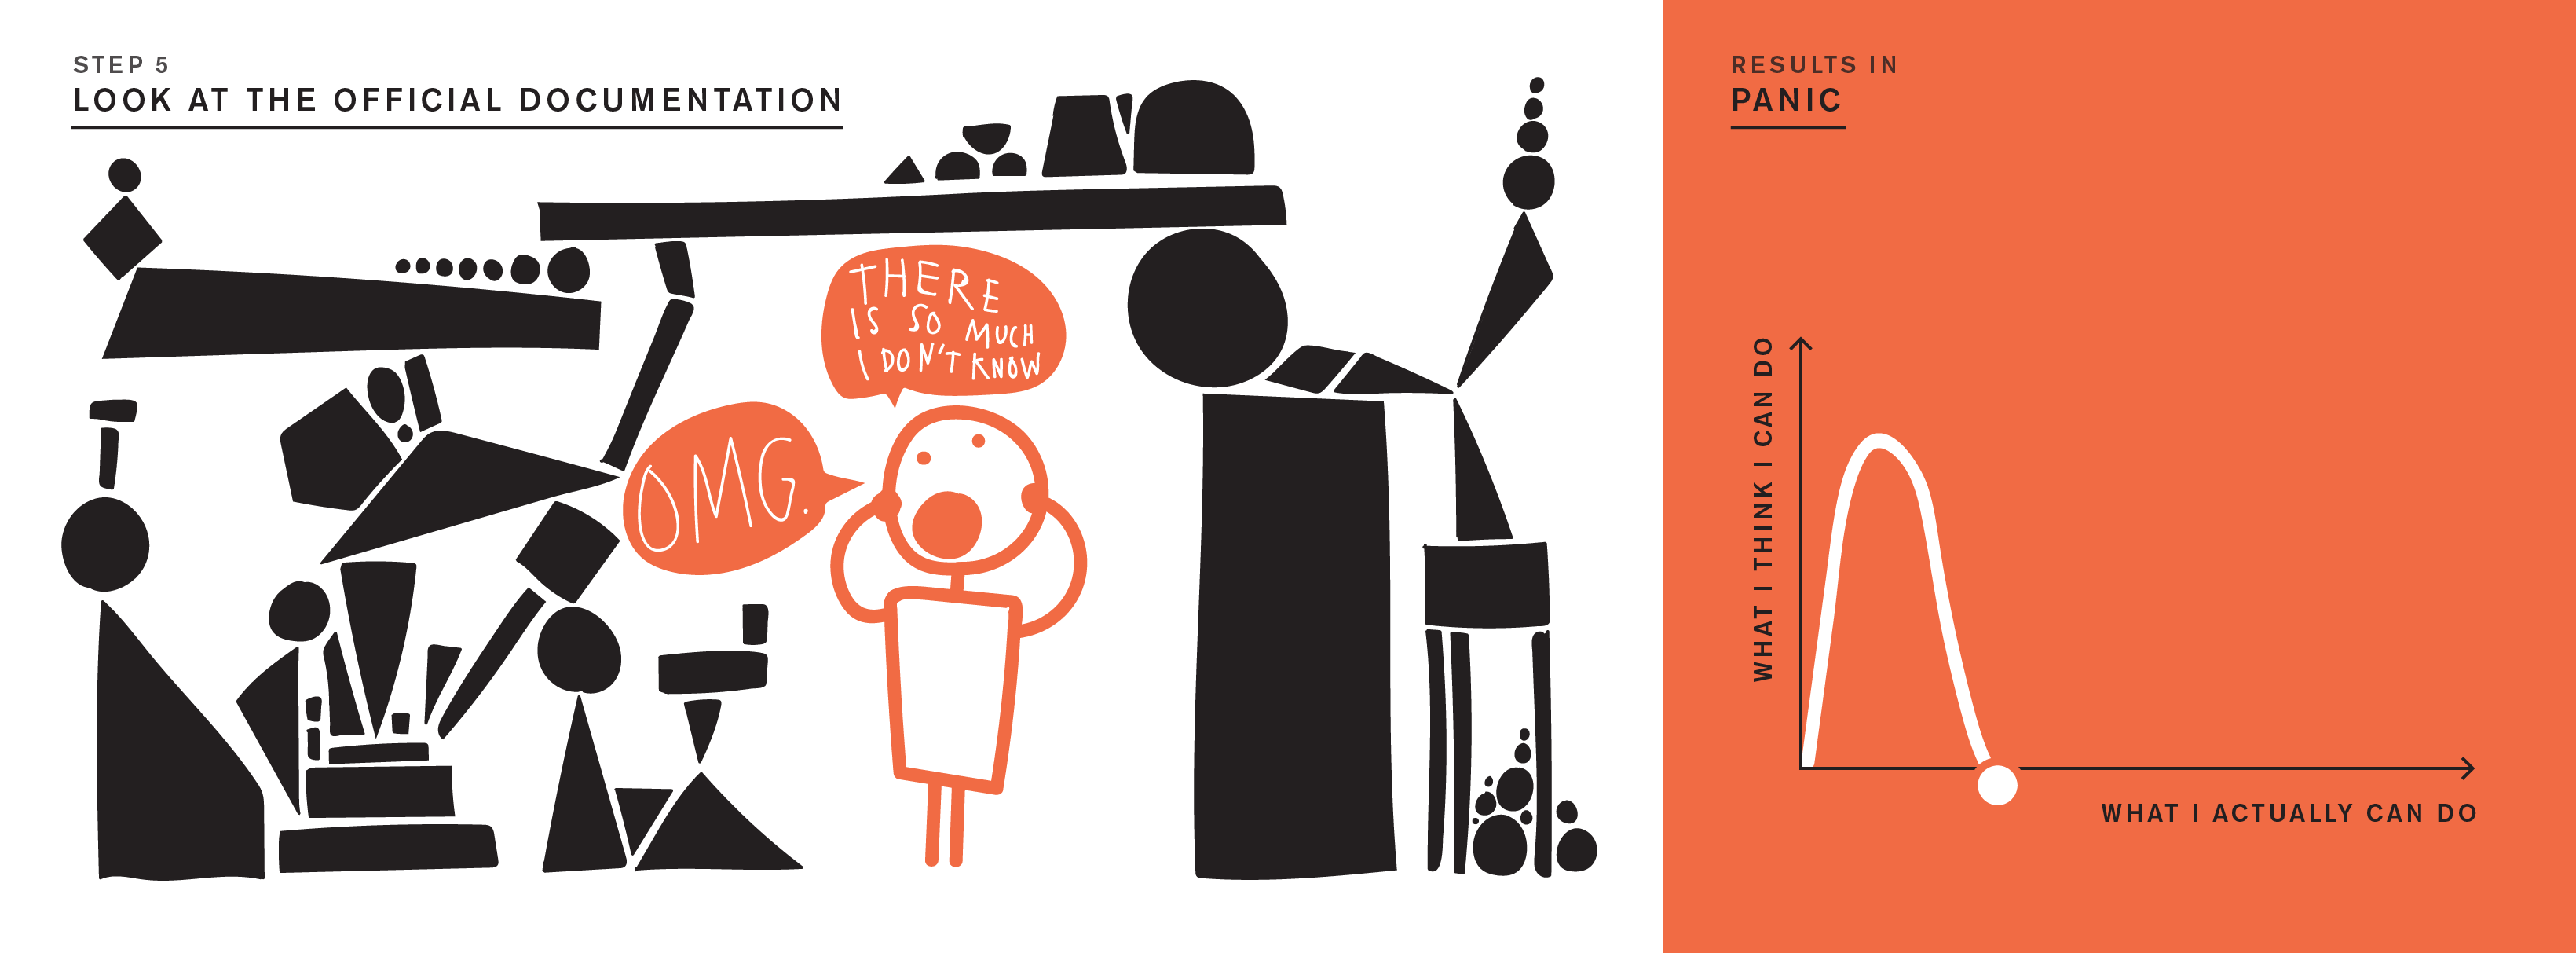 STEP 5
LOOK AT THE OFFICIAL DOCUMENTATION
THERE
IS SO MUCH
I DON'T KNOW
OMG.
RESULTS IN
PANIC
WHAT I THINK I CAN DO
WHAT I ACTUALLY CAN DO